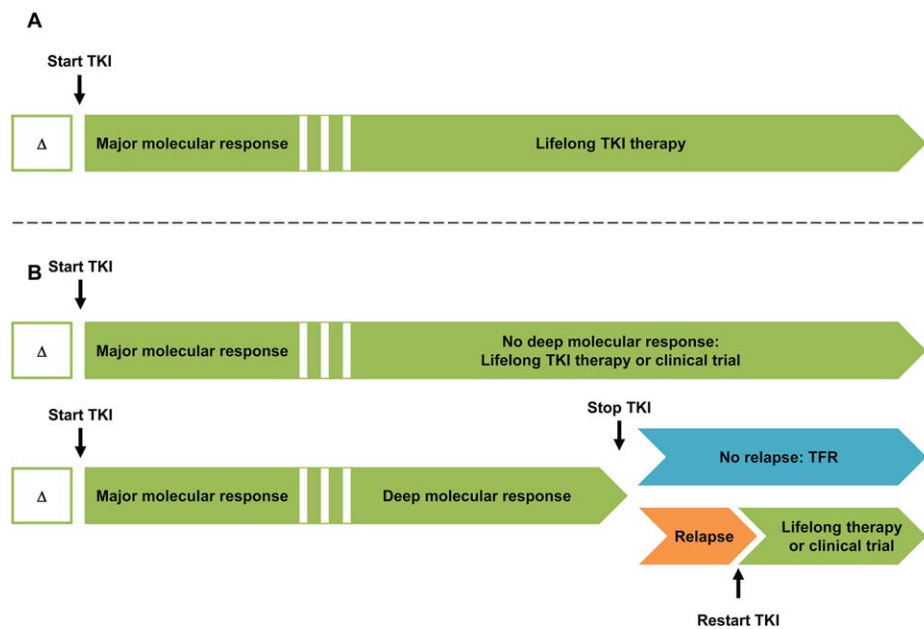 A
Start TKI
Δ
Major molecular response
Lifelong TKI therapy
B
Start TKI
Δ
Major molecular response
No deep molecular response:
Lifelong TKI therapy or clinical trial
Start TKI
Stop TKI
No relapse: TFR
Δ
Major molecular response
Deep molecular response
Relapse
Lifelong therapy
or clinical trial
Restart TKI